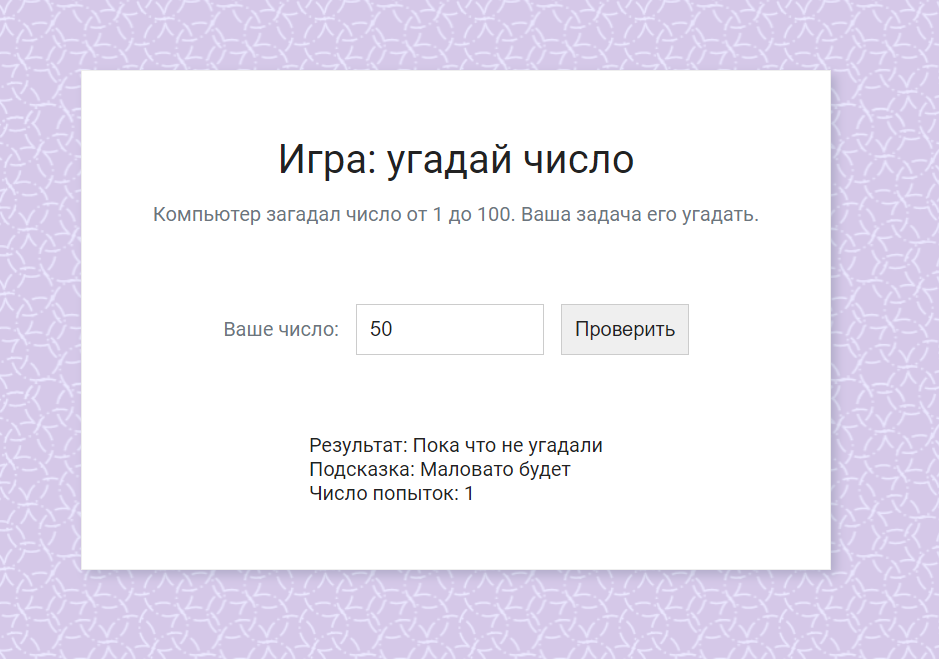 Игра: угадай число
Компьютер загадал число от 1 до 100. Ваша задача его угадать.
Ваше число: 50 Проверить
Результат: Пока что не угадали
Подсказка: Маловато будет
Число попыток: 1